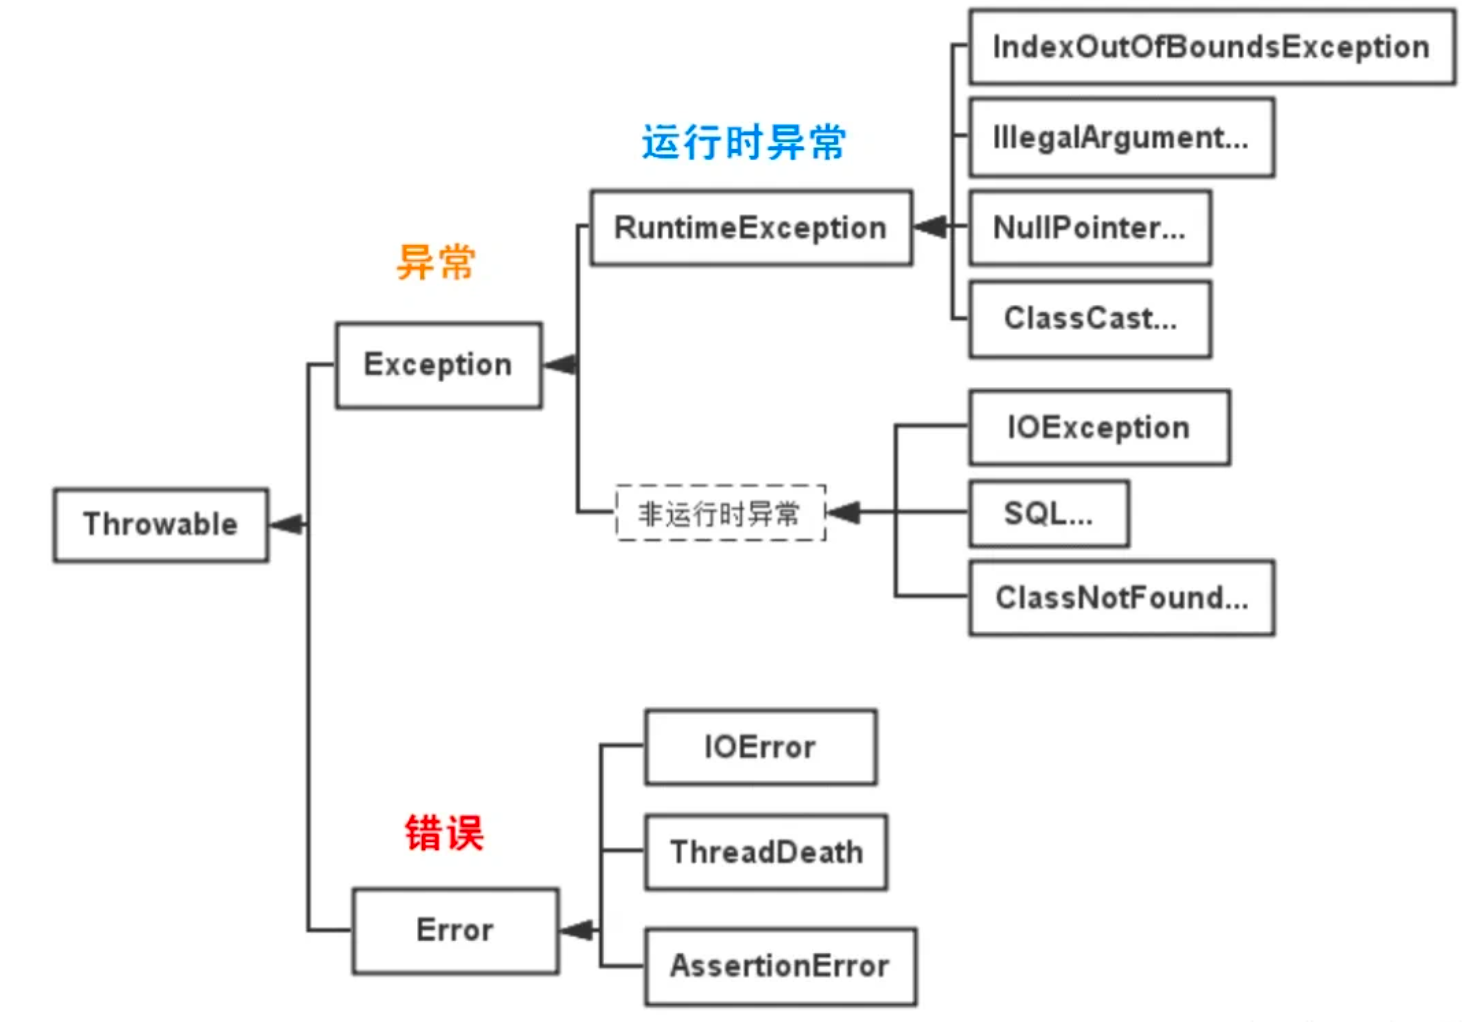 IndexOutOfBoundsException
IllegalArgument...
运行时异常
RuntimeException
NullPointer...
异常
ClassCast...
Exception
IOException
Throwable
非运行时异常
SQL...
ClassNotFound...
IOError
错误
ThreadDeath
Error
AssertionError